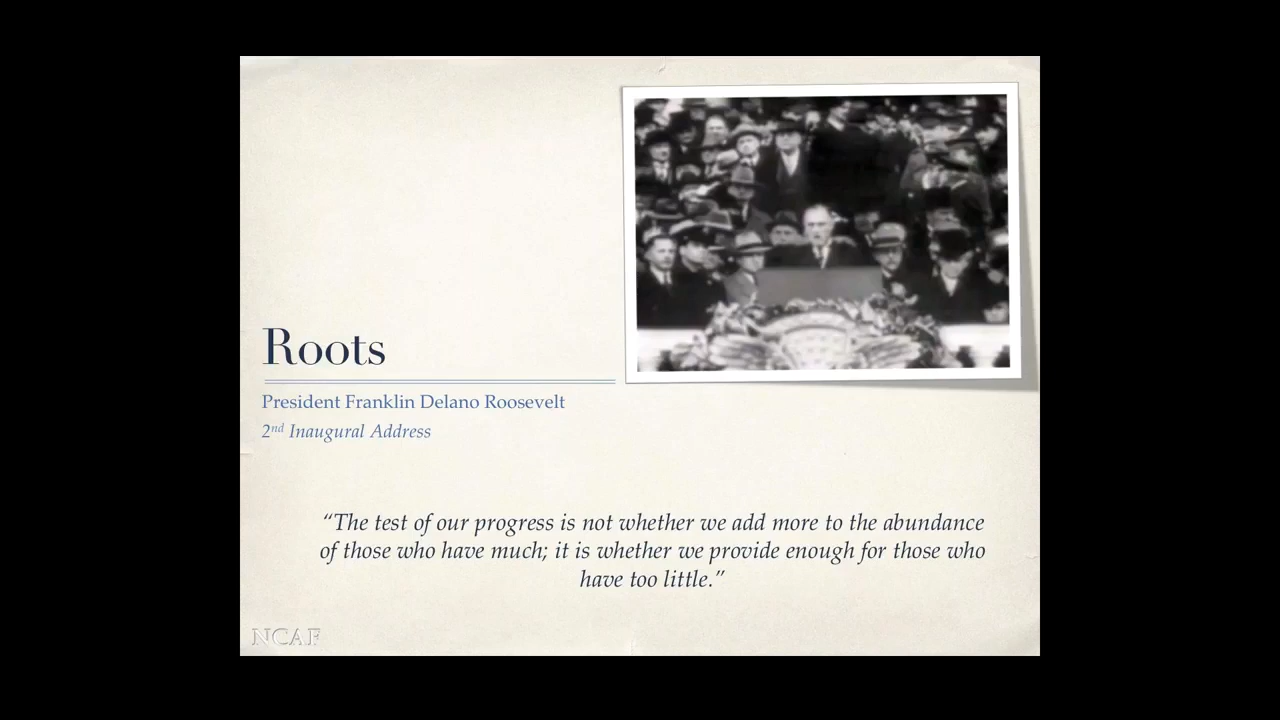 Roots
President Franklin Delano Roosevelt
2nd Inaugural Address
“The test of our progress is not whether we add more to the abundance
of those who have much; it is whether we provide enough for those who
have too little.”
NCAF